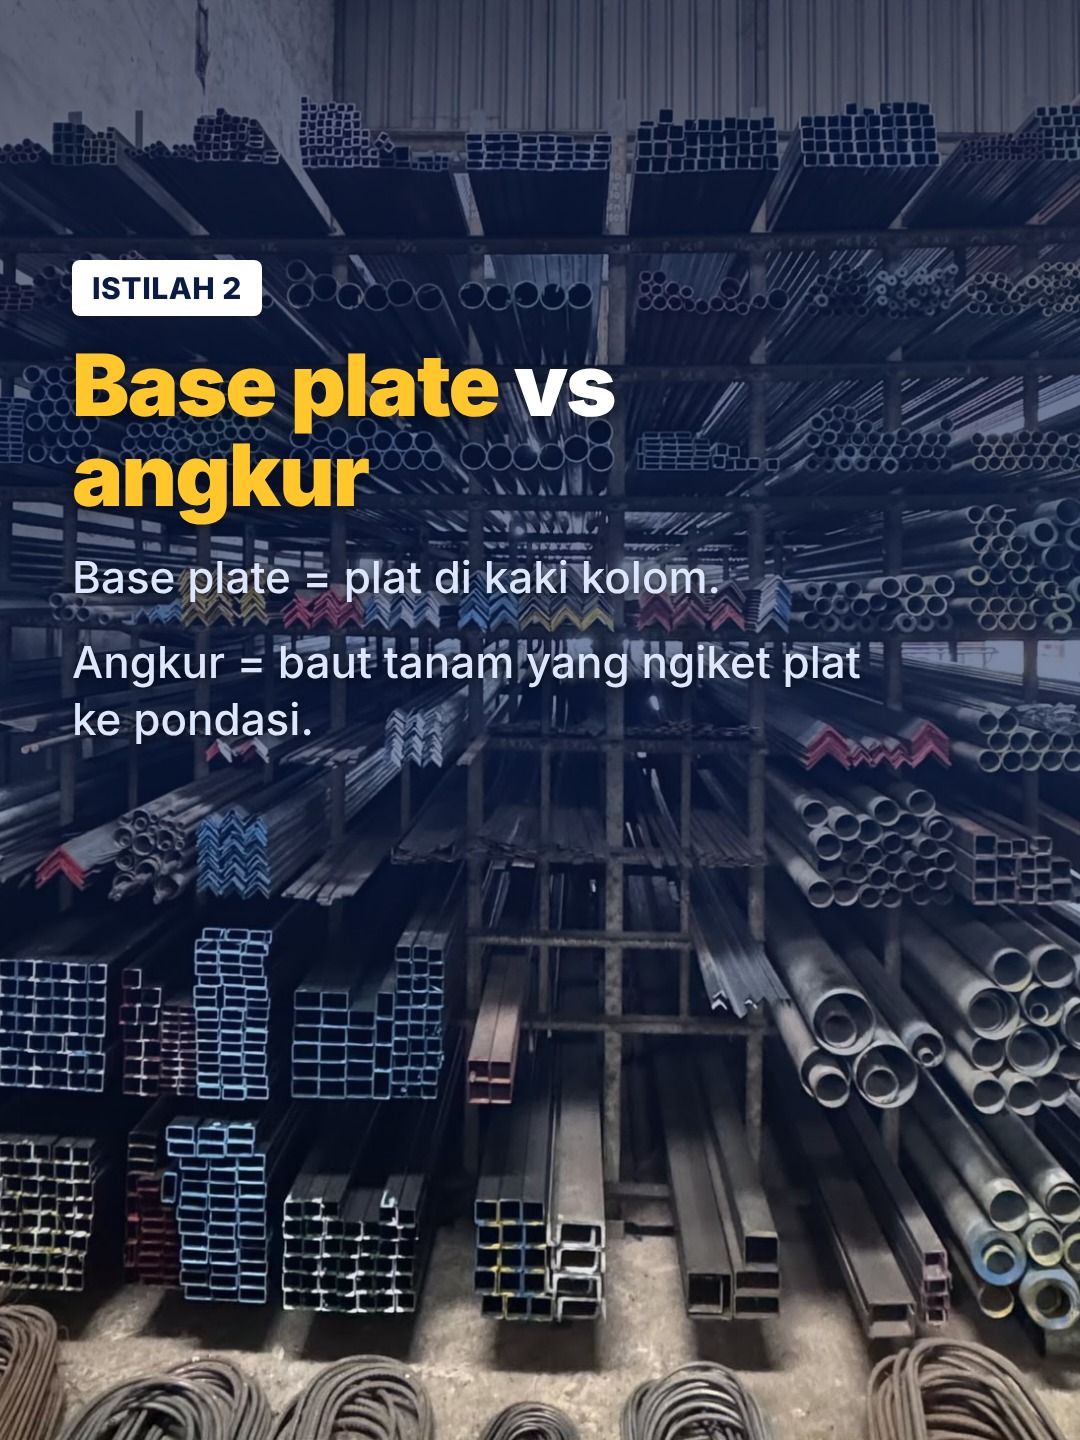 ISTILAH 2
Base plate vs
angkur
Base plate = plat di kaki kolom.
Angkur = baut tanam yang ngiket plat
ke pondasi.